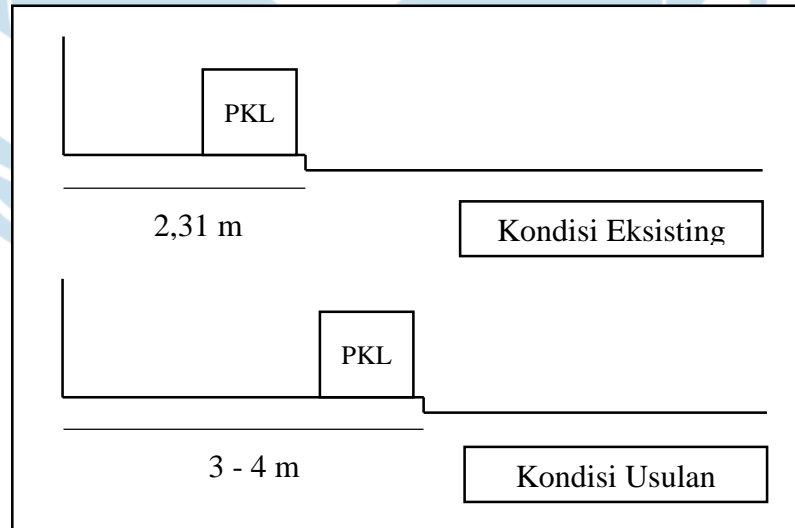 PKL
2,31 m
Kondisi Eksisting
PKL
3 - 4 m
Kondisi Usulan